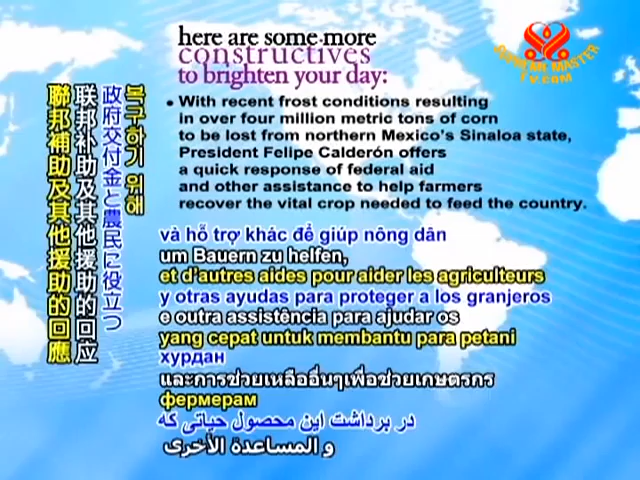 here are some more
constructives
to brighten your day:
SUPREME MASTER
TV.COM
• With recent frost conditions resulting
in over four million metric tons of corn
to be lost from northern Mexico's Sinaloa state,
President Felipe Calderón offers
a quick response of federal aid
and other assistance to help farmers
recover the vital crop needed to feed the country.
복구하기 위해
政府交付金と農民に役立つ
联邦补助及其他援助的回应
聯邦補助及其他援助的回應
và hỗ trợ khác để giúp nông dân
um Bauern zu helfen,
et d'autres aides pour aider les agriculteurs
y otras ayudas para proteger a los granjeros
e outra assistência para ajudar os
yang cepat untuk membantu para petani
хурдан
และการช่วยเหลืออื่นๆเพื่อช่วยเกษตรกร
фермерам
در برداشت این محصول حیاتی که
و المساعدة الأخرى